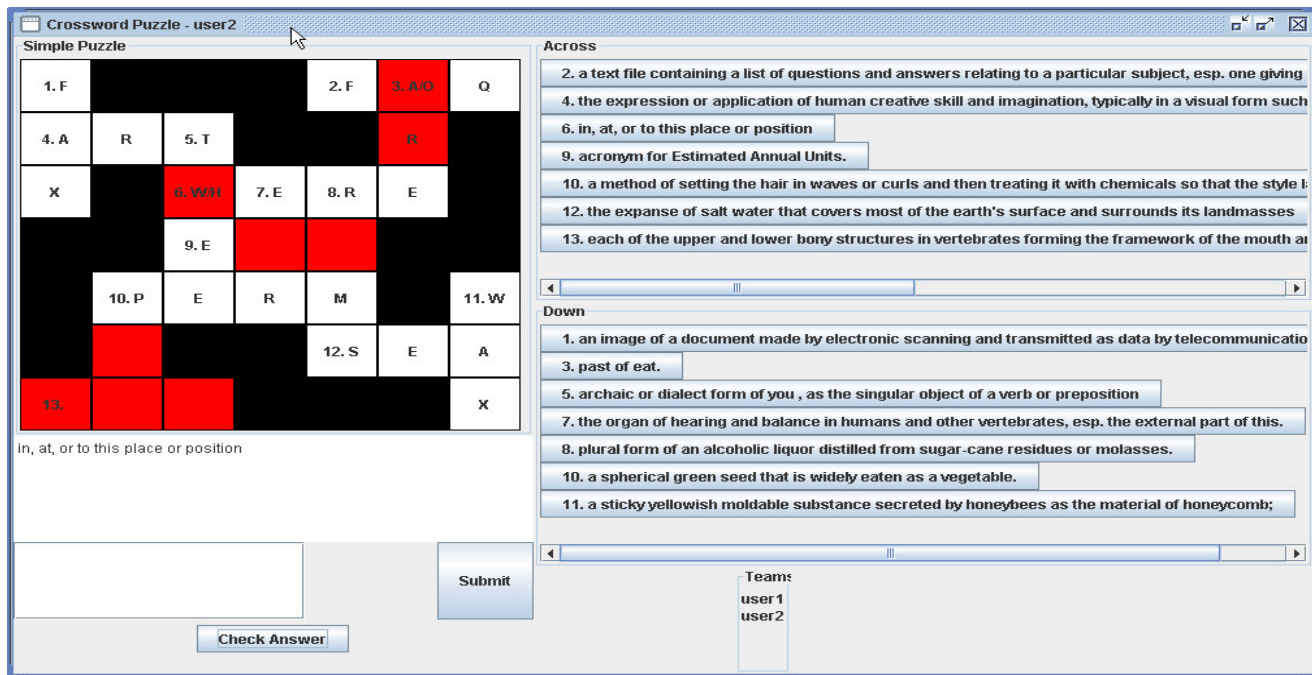 Crossword Puzzle - user2
Simple Puzzle
1. F 2. F 3. A/O Q
4. A R 5. T R
X 6. W/H 7. E 8. R E
9. E
10. P E R M 11. W
12. S E A
13. X
in, at, or to this place or position
Submit
Check Answer
Across
2. a text file containing a list of questions and answers relating to a particular subject, esp. one giving
4. the expression or application of human creative skill and imagination, typically in a visual form such
6. in, at, or to this place or position
9. acronym for Estimated Annual Units.
10. a method of setting the hair in waves or curls and then treating it with chemicals so that the style
12. the expanse of salt water that covers most of the earth's surface and surrounds its landmasses
13. each of the upper and lower bony structures in vertebrates forming the framework of the mouth
Down
1. an image of a document made by electronic scanning and transmitted as data by
3. past of eat.
5. archaic or dialect form of you , as the singular object of a verb or preposition
7. the organ of hearing and balance in humans and other vertebrates, esp. the external part of this.
8. plural form of an alcoholic liquor distilled from sugar-cane residues or molasses.
10. a spherical green seed that is widely eaten as a vegetable.
11. a sticky yellowish moldable substance secreted by honeybees as the material of honeycomb;
Teams
user1
user2